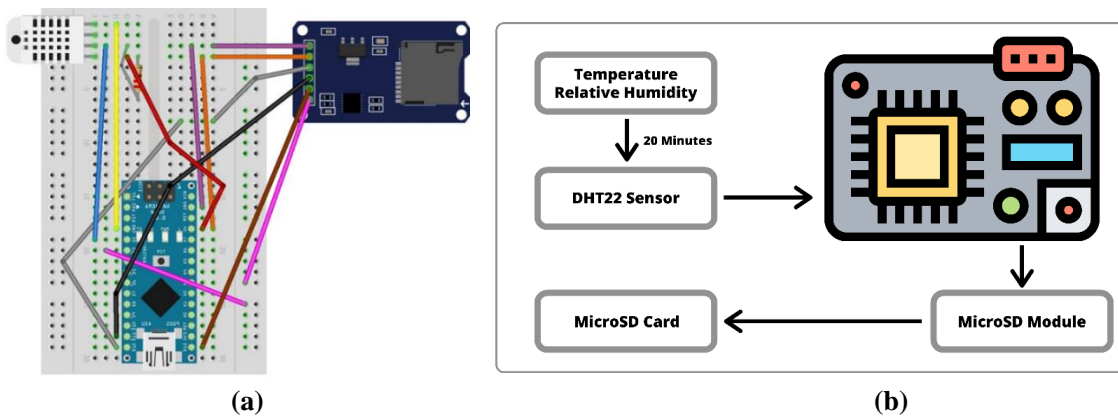 Temperature
Relative Humidity
20 Minutes
DHT22 Sensor
MicroSD Card
MicroSD Module
(a)
(b)